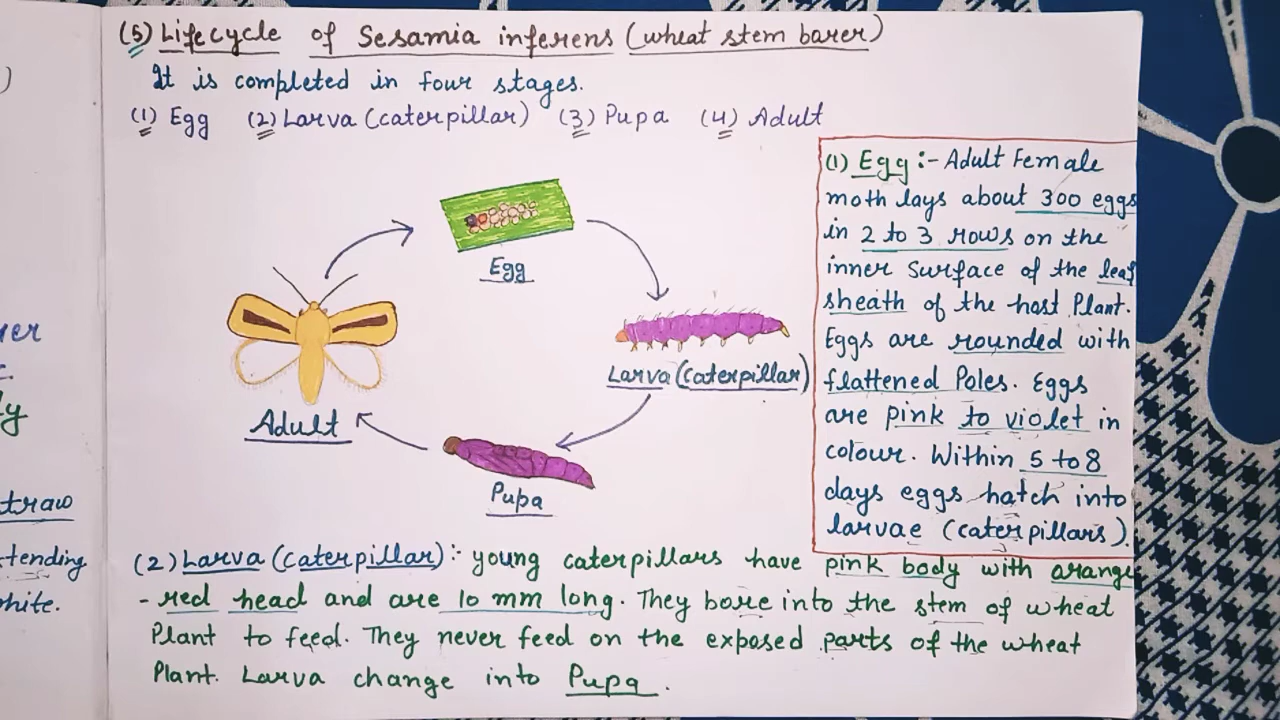 (5) Lifecycle of Sesamia inferens (wheat stem barer)
It is completed in four stages.
(1) Egg (2) Larva (caterpillar) (3) Pupa (4) Adult
(1) Egg :- Adult Female
moth lays about 300 eggs
in 2 to 3 rows on the
inner surface of the leaf
sheath of the host Plant.
Eggs are rounded with
flattened Poles. Eggs
are pink to violet in
colour. Within 5 to 8
days eggs hatch into
larvae (caterpillars).
Egg
Larva (caterpillar)
Pupa
Adult
(2) Larva (caterpillar) :- young caterpillars have pink body with orange
- red head and are 10 mm long. They bore into the stem of wheat
Plant to feed. They never feed on the exposed parts of the wheat
Plant. Larva change into Pupa.
traw
tending
hite.